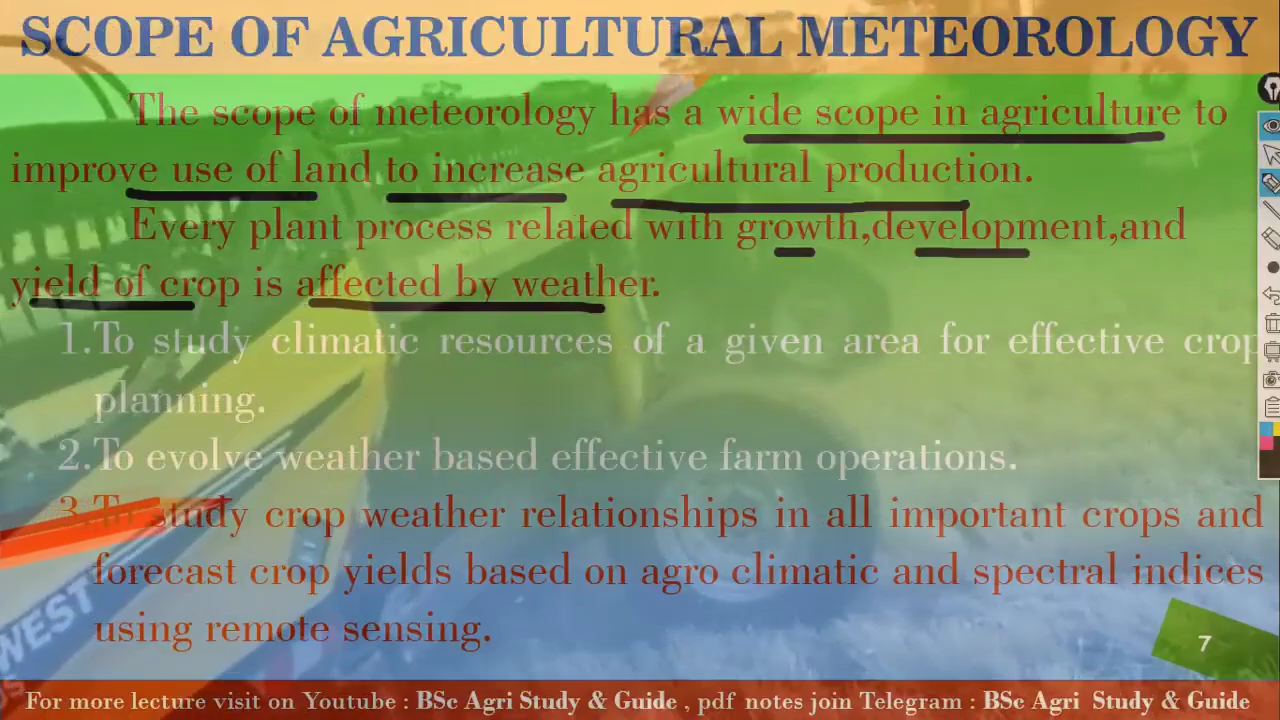 SCOPE OF AGRICULTURAL METEOROLOGY
The scope of meteorology has a wide scope in agriculture to
improve use of land to increase agricultural production.
Every plant process related with growth,development,and
yield of crop is affected by weather.
1.To study climatic resources of a given area for effective crop
planning.
2.To evolve weather based effective farm operations.
3.To study crop weather relationships in all important crops and
forecast crop yields based on agro climatic and spectral indices
using remote sensing.
WEST
7
For more lecture visit on Youtube : BSc Agri Study & Guide , pdf notes join Telegram : BSc Agri Study & Guide